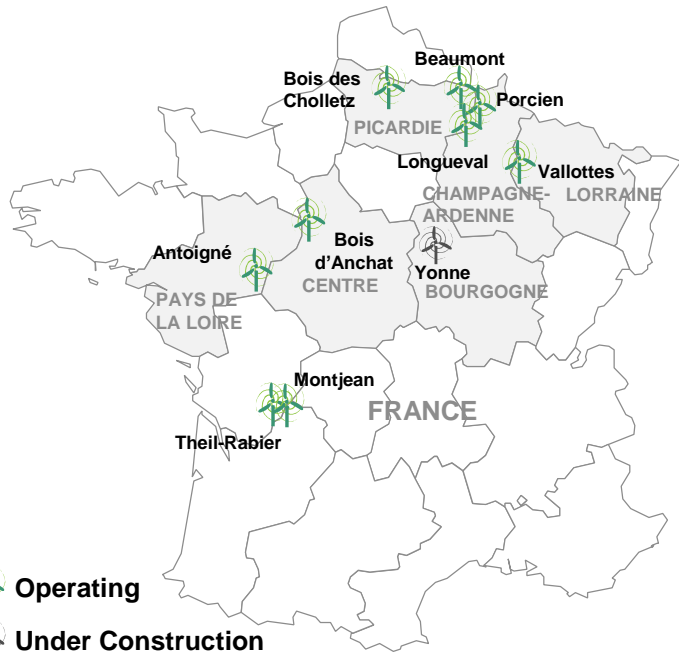 Beaumont
Bois des
Cholletz
Porcien
PICARDIE
Longueval
Vallottes
CHAMPAGNE-
ARDENNE
LORRAINE
Antoigné
Bois
d'Anchat
CENTRE
Yonne
BOURGOGNE
PAYS DE
LA LOIRE
Montjean
FRANCE
Theil-Rabier
Operating
Under Construction